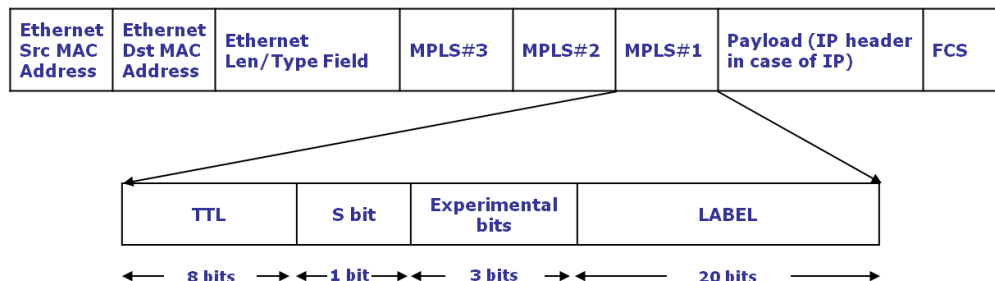 Ethernet
Src MAC
Address
Ethernet
Dst MAC
Address
Ethernet
Len/Type Field
MPLS#3
MPLS#2
MPLS#1
Payload (IP header
in case of IP)
FCS
TTL
S bit
Experimental
bits
LABEL
8 bits
1 bit
3 bits
20 bits